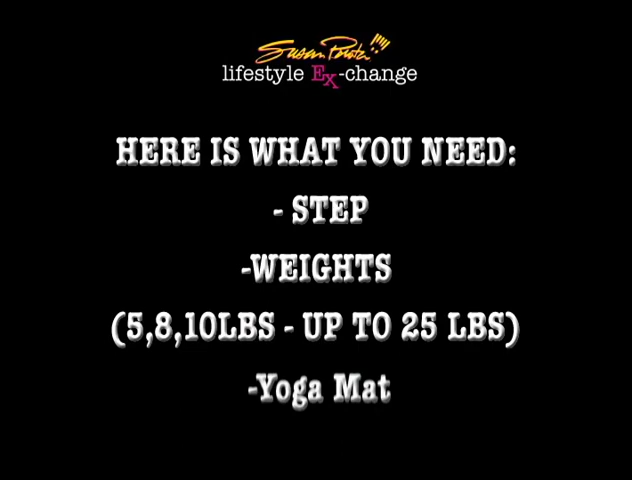 Susan Powter
lifestyle Ex-change
HERE IS WHAT YOU NEED:
- STEP
-WEIGHTS
(5,8,10LBS - UP TO 25 LBS)
-Yoga Mat